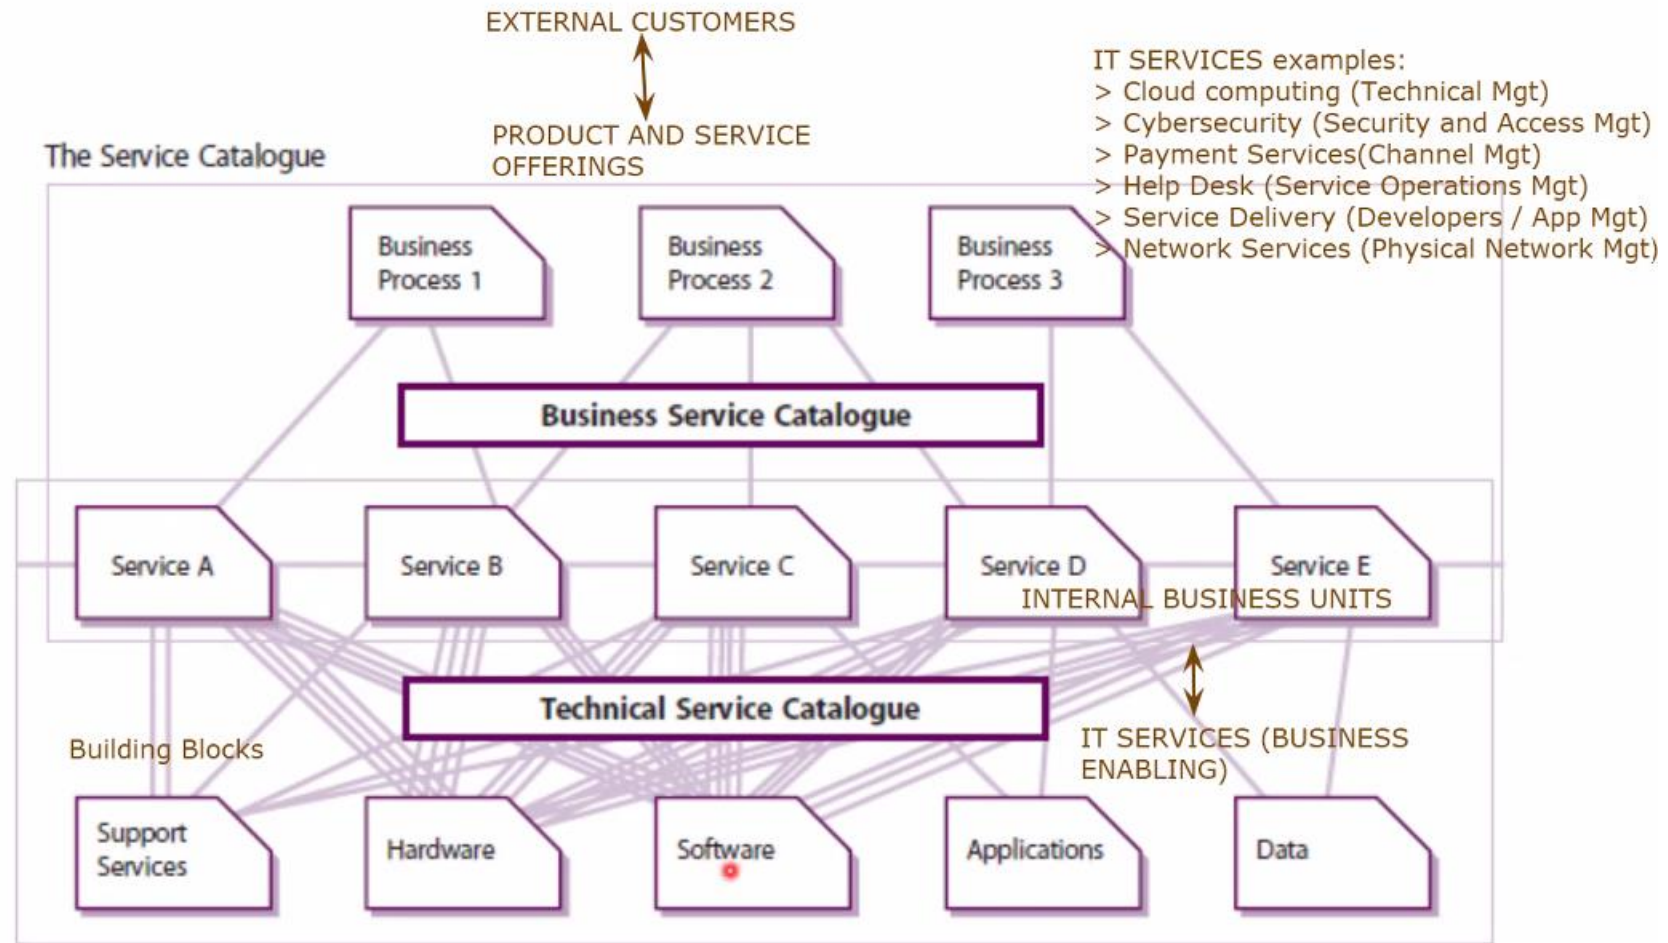 EXTERNAL CUSTOMERS
IT SERVICES examples:
> Cloud computing (Technical Mgt)
> Cybersecurity (Security and Access Mgt)
> Payment Services(Channel Mgt)
> Help Desk (Service Operations Mgt)
> Service Delivery (Developers / App Mgt)
> Network Services (Physical Network Mgt)
PRODUCT AND SERVICE
OFFERINGS
The Service Catalogue
Business
Process 1
Business
Process 2
Business
Process 3
Business Service Catalogue
Service A
Service B
Service C
Service D
Service E
INTERNAL BUSINESS UNITS
Technical Service Catalogue
Building Blocks
IT SERVICES (BUSINESS
ENABLING)
Support
Services
Hardware
Software
Applications
Data